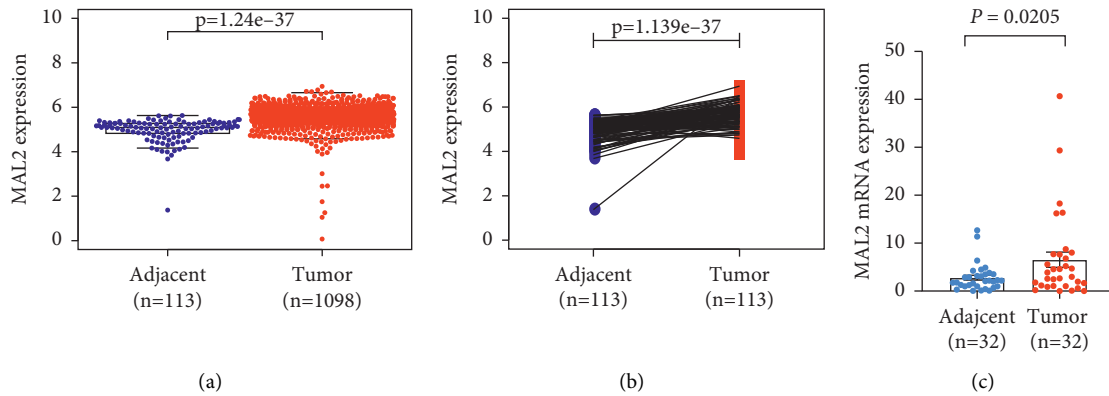 p=1.24e–37
MAL2 expression
10
8
6
4
2
0
Adjacent
(n=113)
Tumor
(n=1098)
(a)
p=1.139e–37
MAL2 expression
10
8
6
4
2
0
Adjacent
(n=113)
Tumor
(n=113)
(b)
P = 0.0205
MAL2 mRNA expression
50
40
30
20
10
0
Adajcent
(n=32)
Tumor
(n=32)
(c)